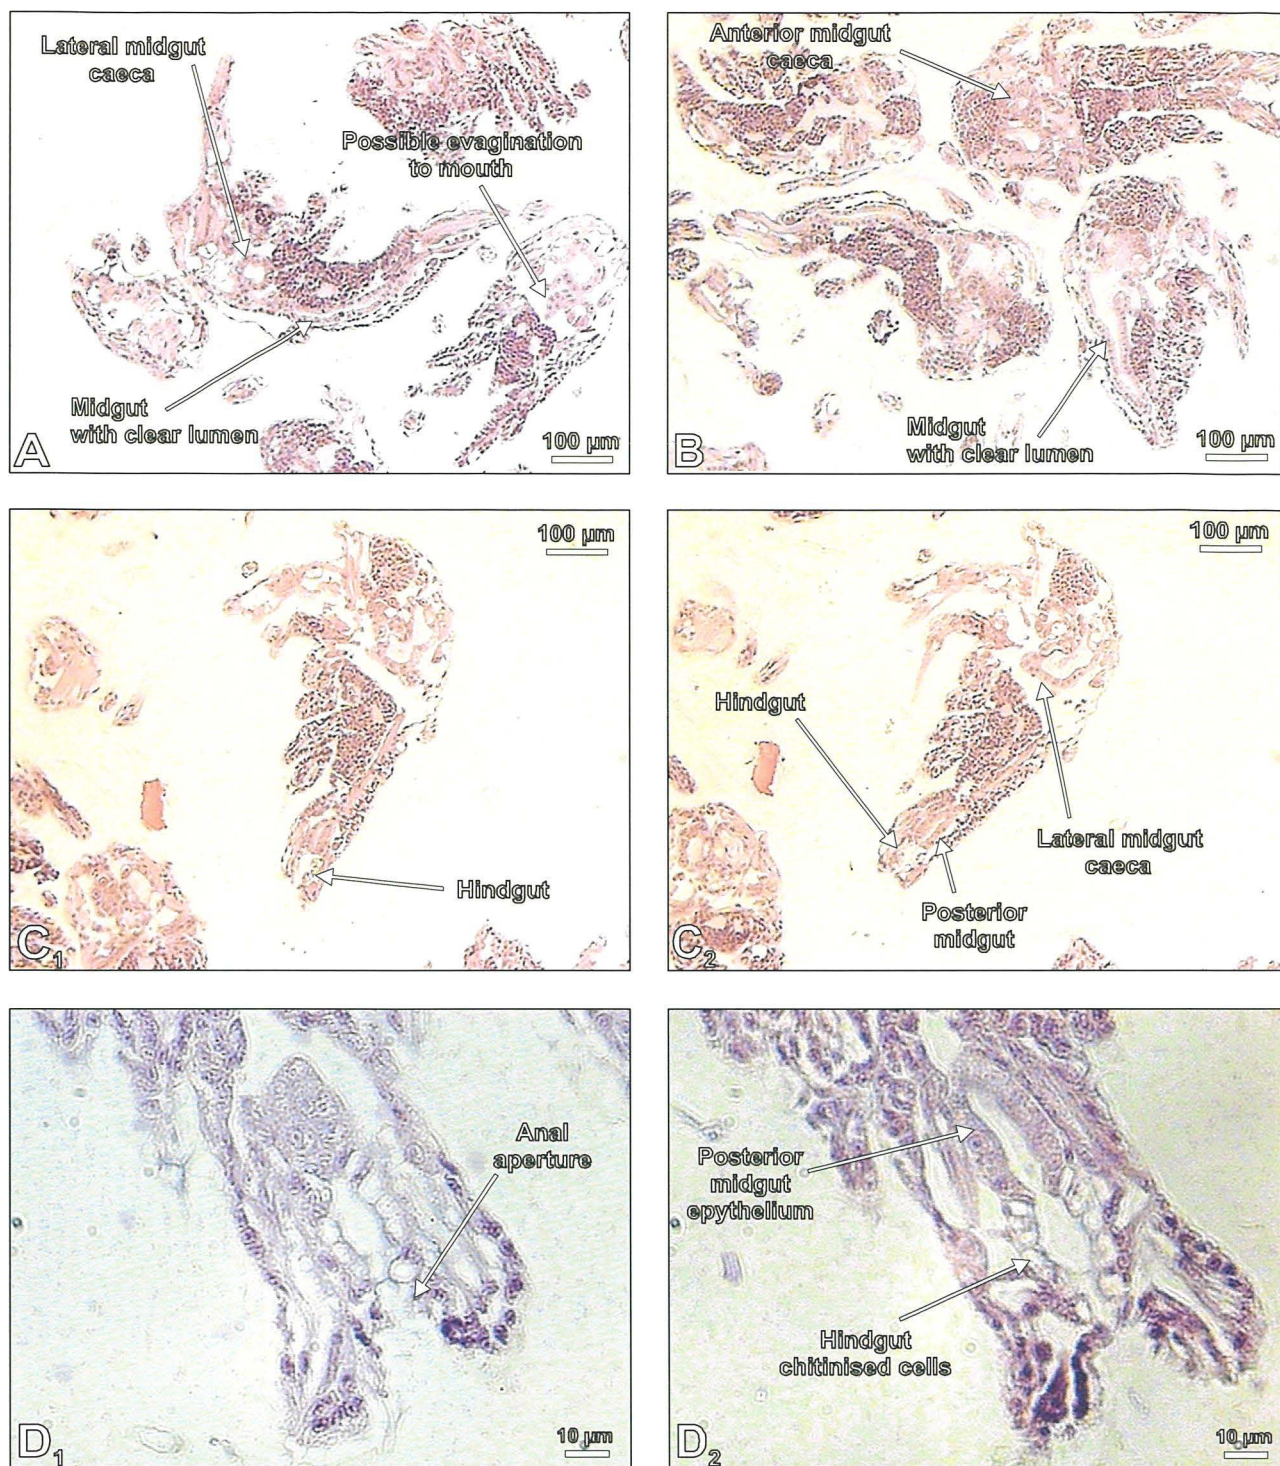 Lateral midgut
caeca
Possible evagination
to mouth
Midgut
with clear lumen
A
100 µm
Anterior midgut
caeca
Midgut
with clear lumen
B
100 µm
100 µm
Hindgut
C1
100 µm
Hindgut
Lateral midgut
caeca
Posterior
midgut
C2
Anal
aperture
D1
10 µm
Posterior
midgut
epythelium
Hindgut
chitinised cells
D2
10 µm